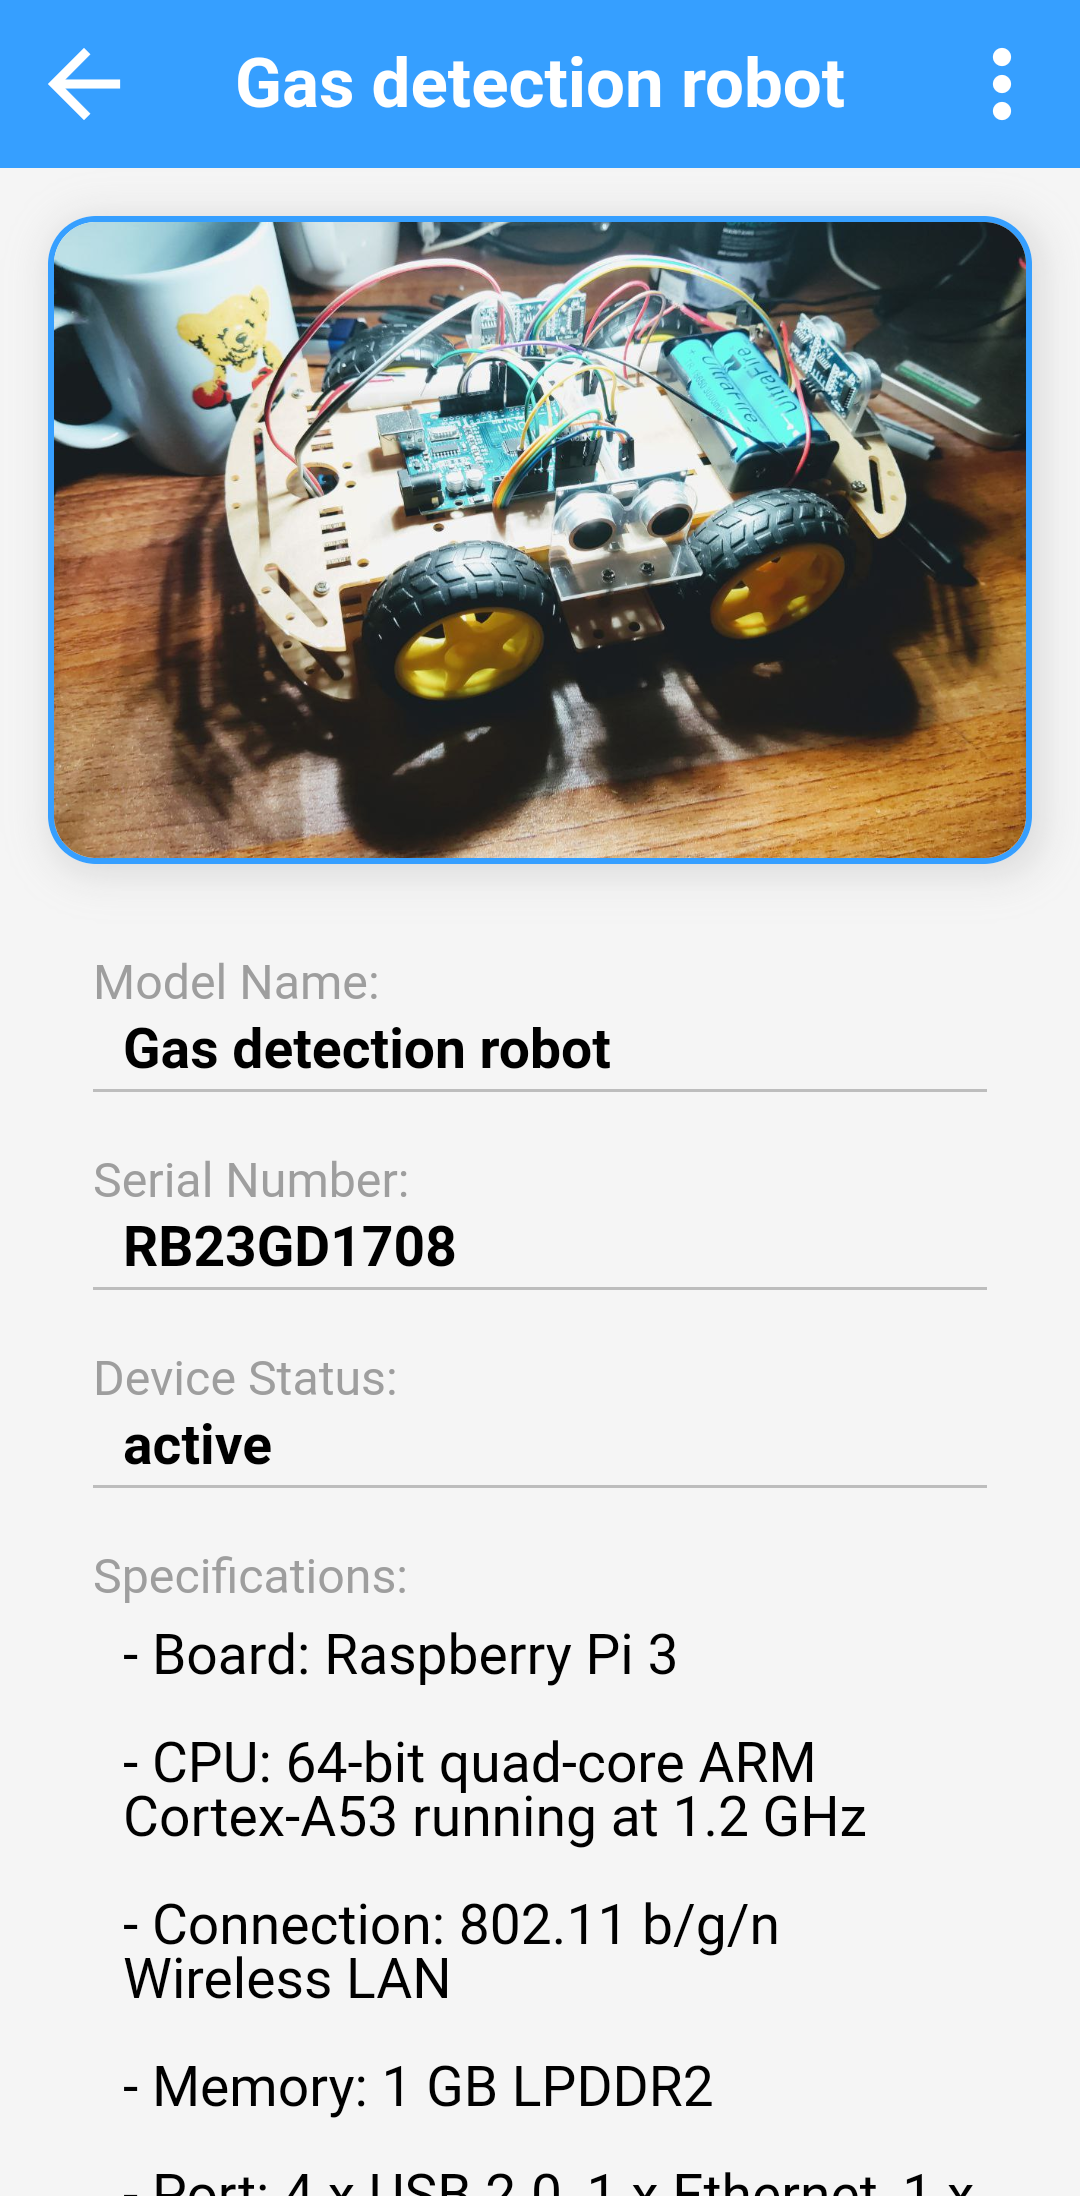 Gas detection robot
UNO
UltraFire
UltraFire
Model Name:
Gas detection robot
Serial Number:
RB23GD1708
Device Status:
active
Specifications:
- Board: Raspberry Pi 3
- CPU: 64-bit quad-core ARM
Cortex-A53 running at 1.2 GHz
- Connection: 802.11 b/g/n
Wireless LAN
- Memory: 1 GB LPDDR2
- Port: 4 x USB 2.0, 1 x Ethernet, 1 x